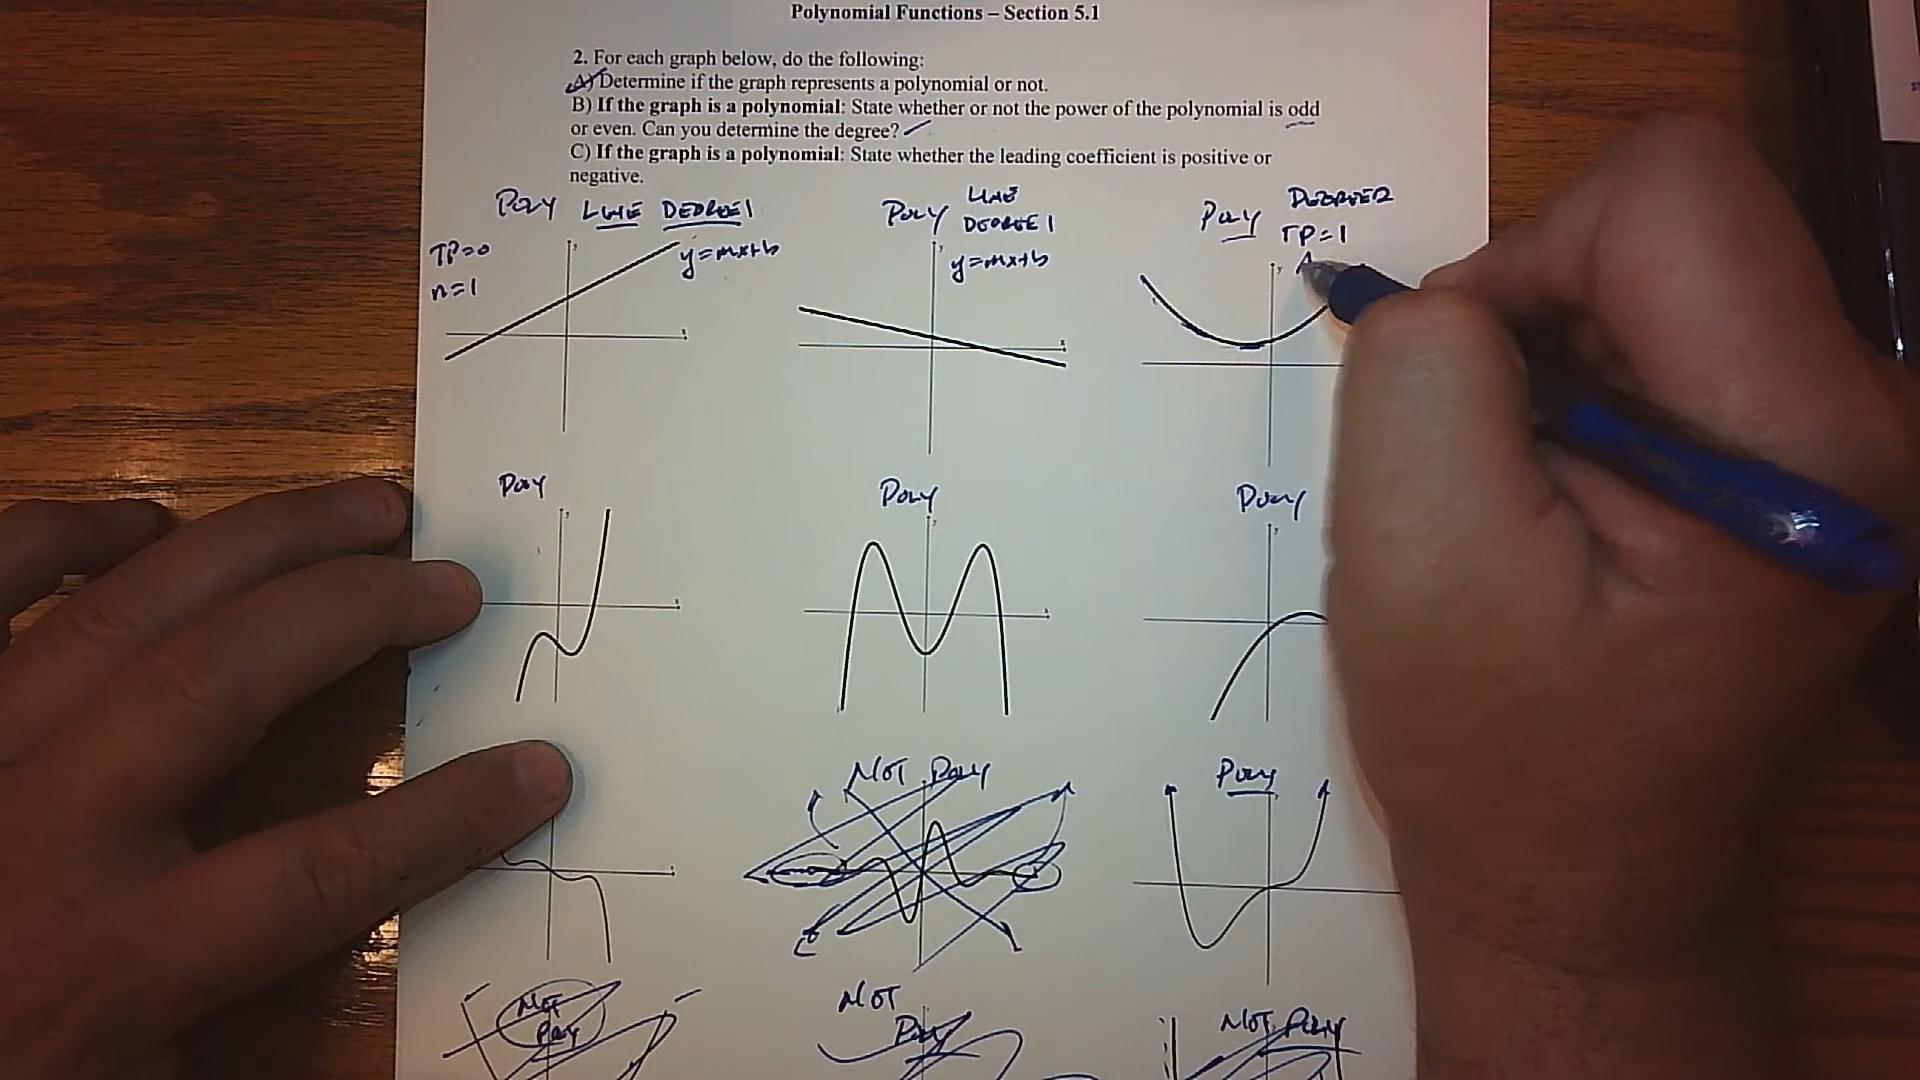 Polynomial Functions – Section 5.1
2. For each graph below, do the following:
A) Determine if the graph represents a polynomial or not.
B) If the graph is a polynomial: State whether or not the power of the polynomial is odd
or even. Can you determine the degree?
C) If the graph is a polynomial: State whether the leading coefficient is positive or
negative.
POLY LINE DEGREE 1
TP=0
n=1
y=mx+b
y
x
POLY LINE
DEGREE 1
y=mx+b
y
x
POLY DEGREE 2
TP=1
y
POLY
y
x
POLY
y
x
POLY
y
x
NOT POLY
POLY
NOT
POLY
NOT
POLY
NOT POLY